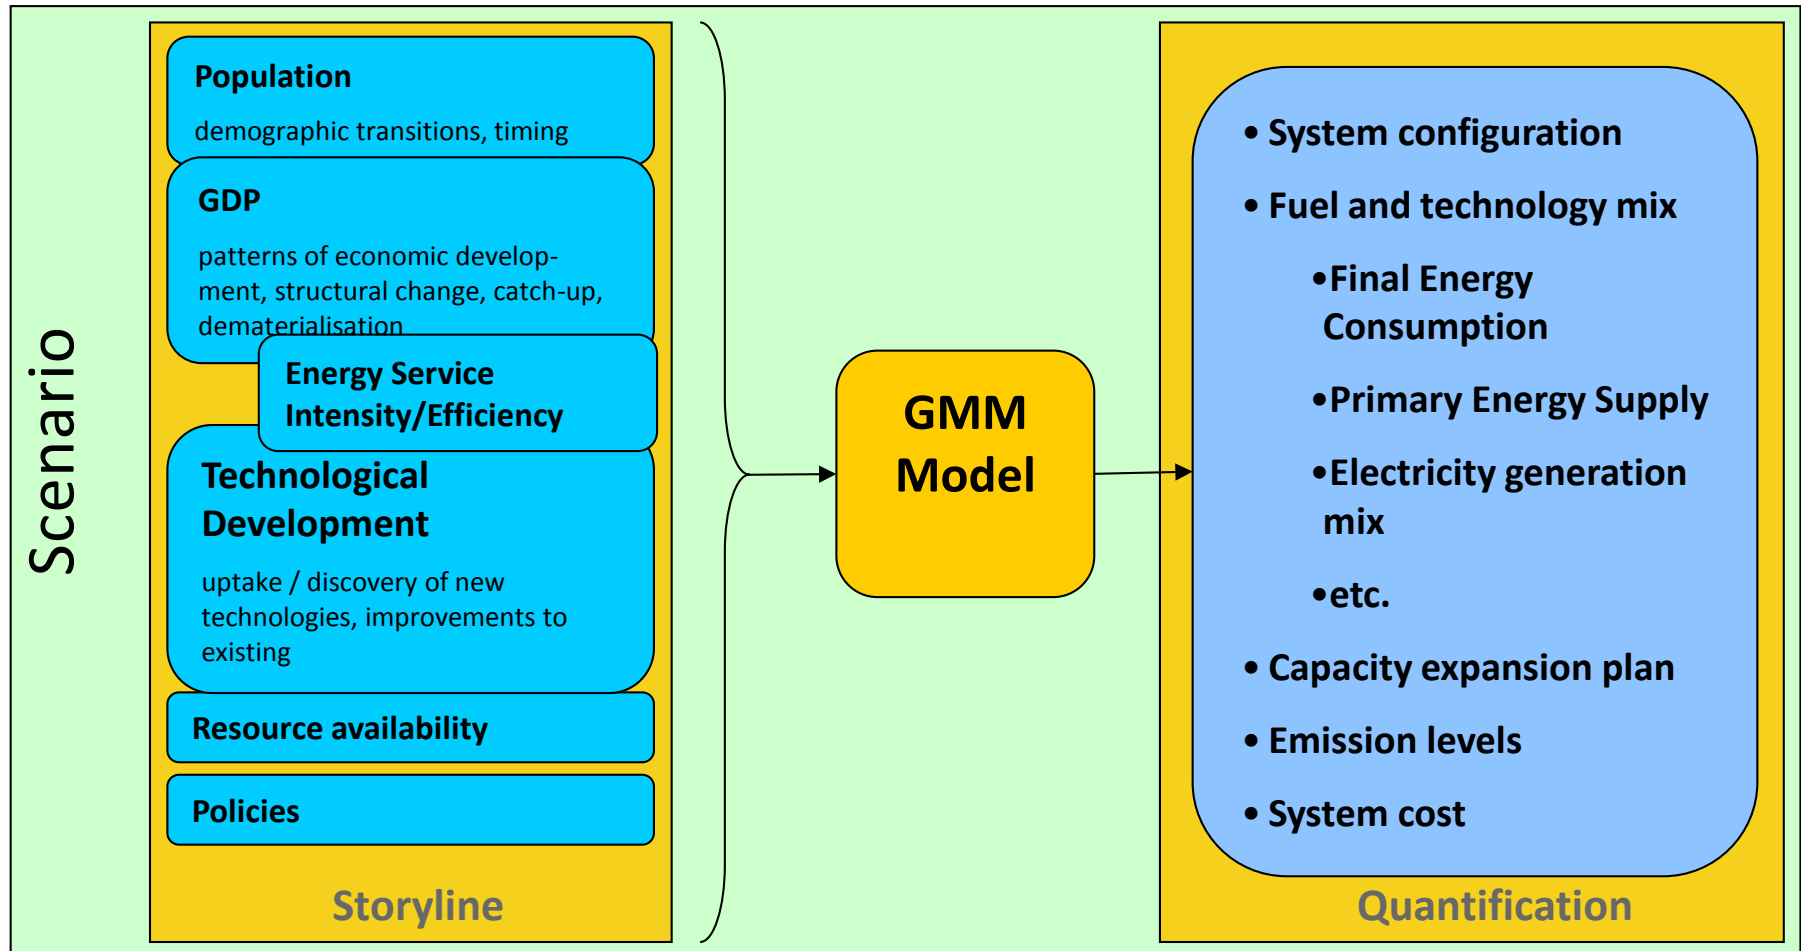 Scenario
Population
demographic transitions, timing
GDP
patterns of economic develop-
ment, structural change, catch-up,
dematerialisation
Energy Service
Intensity/Efficiency
Technological
Development
uptake / discovery of new
technologies, improvements to
existing
Resource availability
Policies
Storyline
GMM
Model
• System configuration
• Fuel and technology mix
•Final Energy
Consumption
•Primary Energy Supply
•Electricity generation
mix
•etc.
• Capacity expansion plan
• Emission levels
• System cost
Quantification